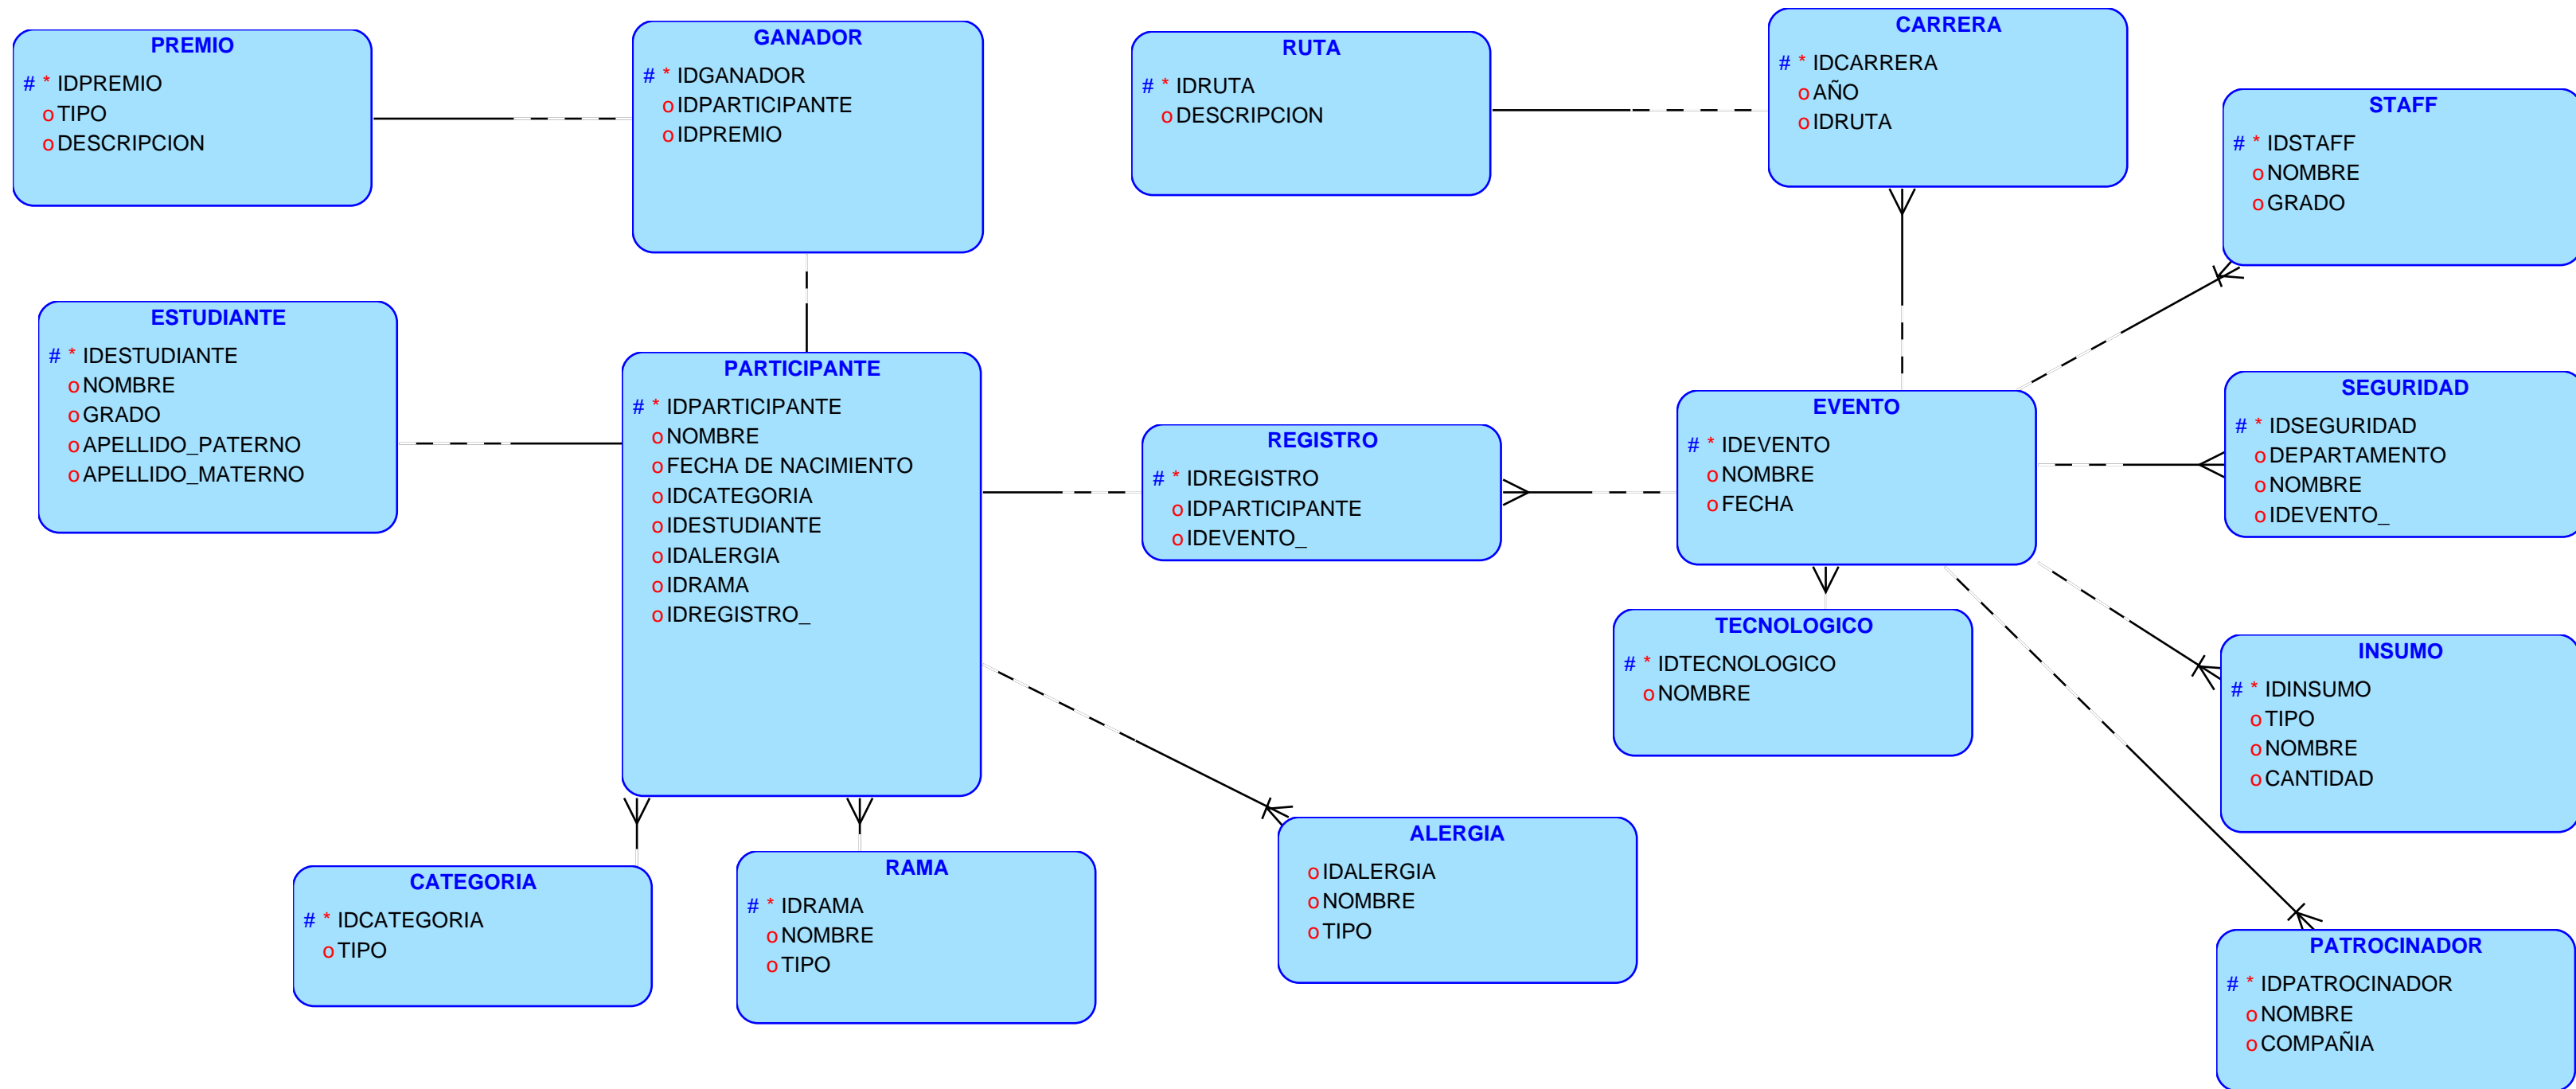 PREMIO
# * IDPREMIO
o TIPO
o DESCRIPCION
GANADOR
# * IDGANADOR
o IDPARTICIPANTE
o IDPREMIO
RUTA
# * IDRUTA
o DESCRIPCION
CARRERA
# * IDCARRERA
o AÑO
o IDRUTA
STAFF
# * IDSTAFF
o NOMBRE
o GRADO
ESTUDIANTE
# * IDESTUDIANTE
o NOMBRE
o GRADO
o APELLIDO_PATERNO
o APELLIDO_MATERNO
PARTICIPANTE
# * IDPARTICIPANTE
o NOMBRE
o FECHA DE NACIMIENTO
o IDCATEGORIA
o IDESTUDIANTE
o IDALERGIA
o IDRAMA
o IDREGISTRO_
REGISTRO
# * IDREGISTRO
o IDPARTICIPANTE
o IDEVENTO_
EVENTO
# * IDEVENTO
o NOMBRE
o FECHA
SEGURIDAD
# * IDSEGURIDAD
o DEPARTAMENTO
o NOMBRE
o IDEVENTO_
TECNOLOGICO
# * IDTECNOLOGICO
o NOMBRE
INSUMO
# * IDINSUMO
o TIPO
o NOMBRE
o CANTIDAD
CATEGORIA
# * IDCATEGORIA
o TIPO
RAMA
# * IDRAMA
o NOMBRE
o TIPO
ALERGIA
o IDALERGIA
o NOMBRE
o TIPO
PATROCINADOR
# * IDPATROCINADOR
o NOMBRE
o COMPAÑIA